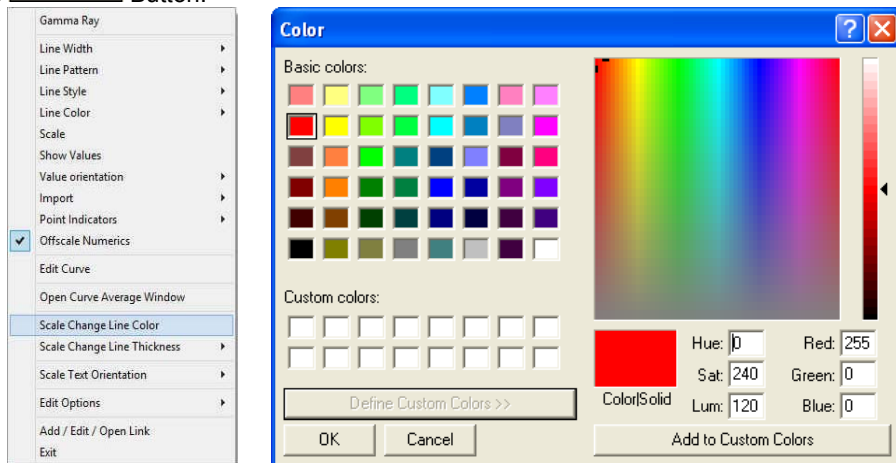 Button.
Gamma Ray
Line Width
Line Pattern
Line Style
Line Color
Scale
Show Values
Value orientation
Import
Point Indicators
Offscale Numerics
Edit Curve
Open Curve Average Window
Scale Change Line Color
Scale Change Line Thickness
Scale Text Orientation
Edit Options
Add / Edit / Open Link
Exit
Color
Basic colors:
Custom colors:
Define Custom Colors >>
OK Cancel
Hue: 0 Red: 255
Sat: 240 Green: 0
Color|Solid Lum: 120 Blue: 0
Add to Custom Colors